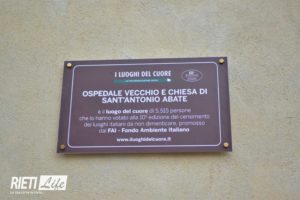 I LUOGHI DEL CUORE
OSPEDALE VECCHIO E CHIESA DI
SANT'ANTONIO ABATE
è il luogo del cuore di 5.515 persone
che lo hanno votato alla 10ª edizione del censimento
dei luoghi italiani da non dimenticare, promosso
dal FAI - Fondo Ambiente Italiano
www.iluoghidelcuore.it
RIETI Life